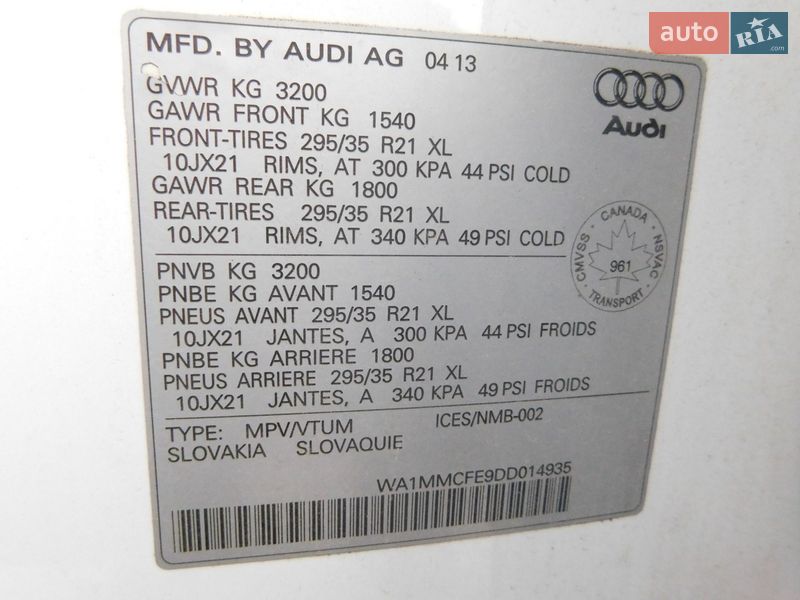 auto RIA .com
MFD. BY AUDI AG 04 13
GVWR KG 3200
GAWR FRONT KG 1540
FRONT-TIRES 295/35 R21 XL
10JX21 RIMS, AT 300 KPA 44 PSI COLD
GAWR REAR KG 1800
REAR-TIRES 295/35 R21 XL
10JX21 RIMS, AT 340 KPA 49 PSI COLD
Audi
CANADA
CMVSS 961 NSVAC
TRANSPORT
PNVB KG 3200
PNBE KG AVANT 1540
PNEUS AVANT 295/35 R21 XL
10JX21 JANTES, A 300 KPA 44 PSI FROIDS
PNBE KG ARRIERE 1800
PNEUS ARRIERE 295/35 R21 XL
10JX21 JANTES, A 340 KPA 49 PSI FROIDS
TYPE: MPV/VTUM ICES/NMB-002
SLOVAKIA SLOVAQUIE
WA1MMCFE9DD014935